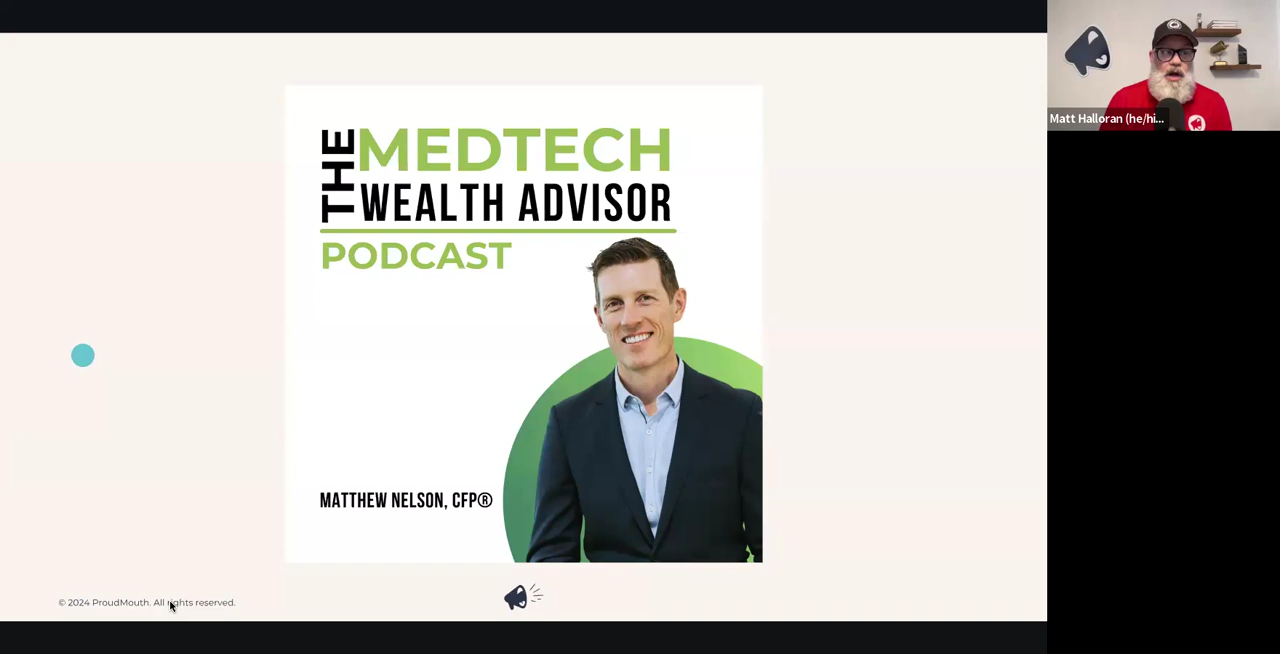 THE
MEDTECH
WEALTH ADVISOR
PODCAST
MATTHEW NELSON, CFP®
© 2024 ProudMouth. All rights reserved.
Matt Halloran (he/hi...